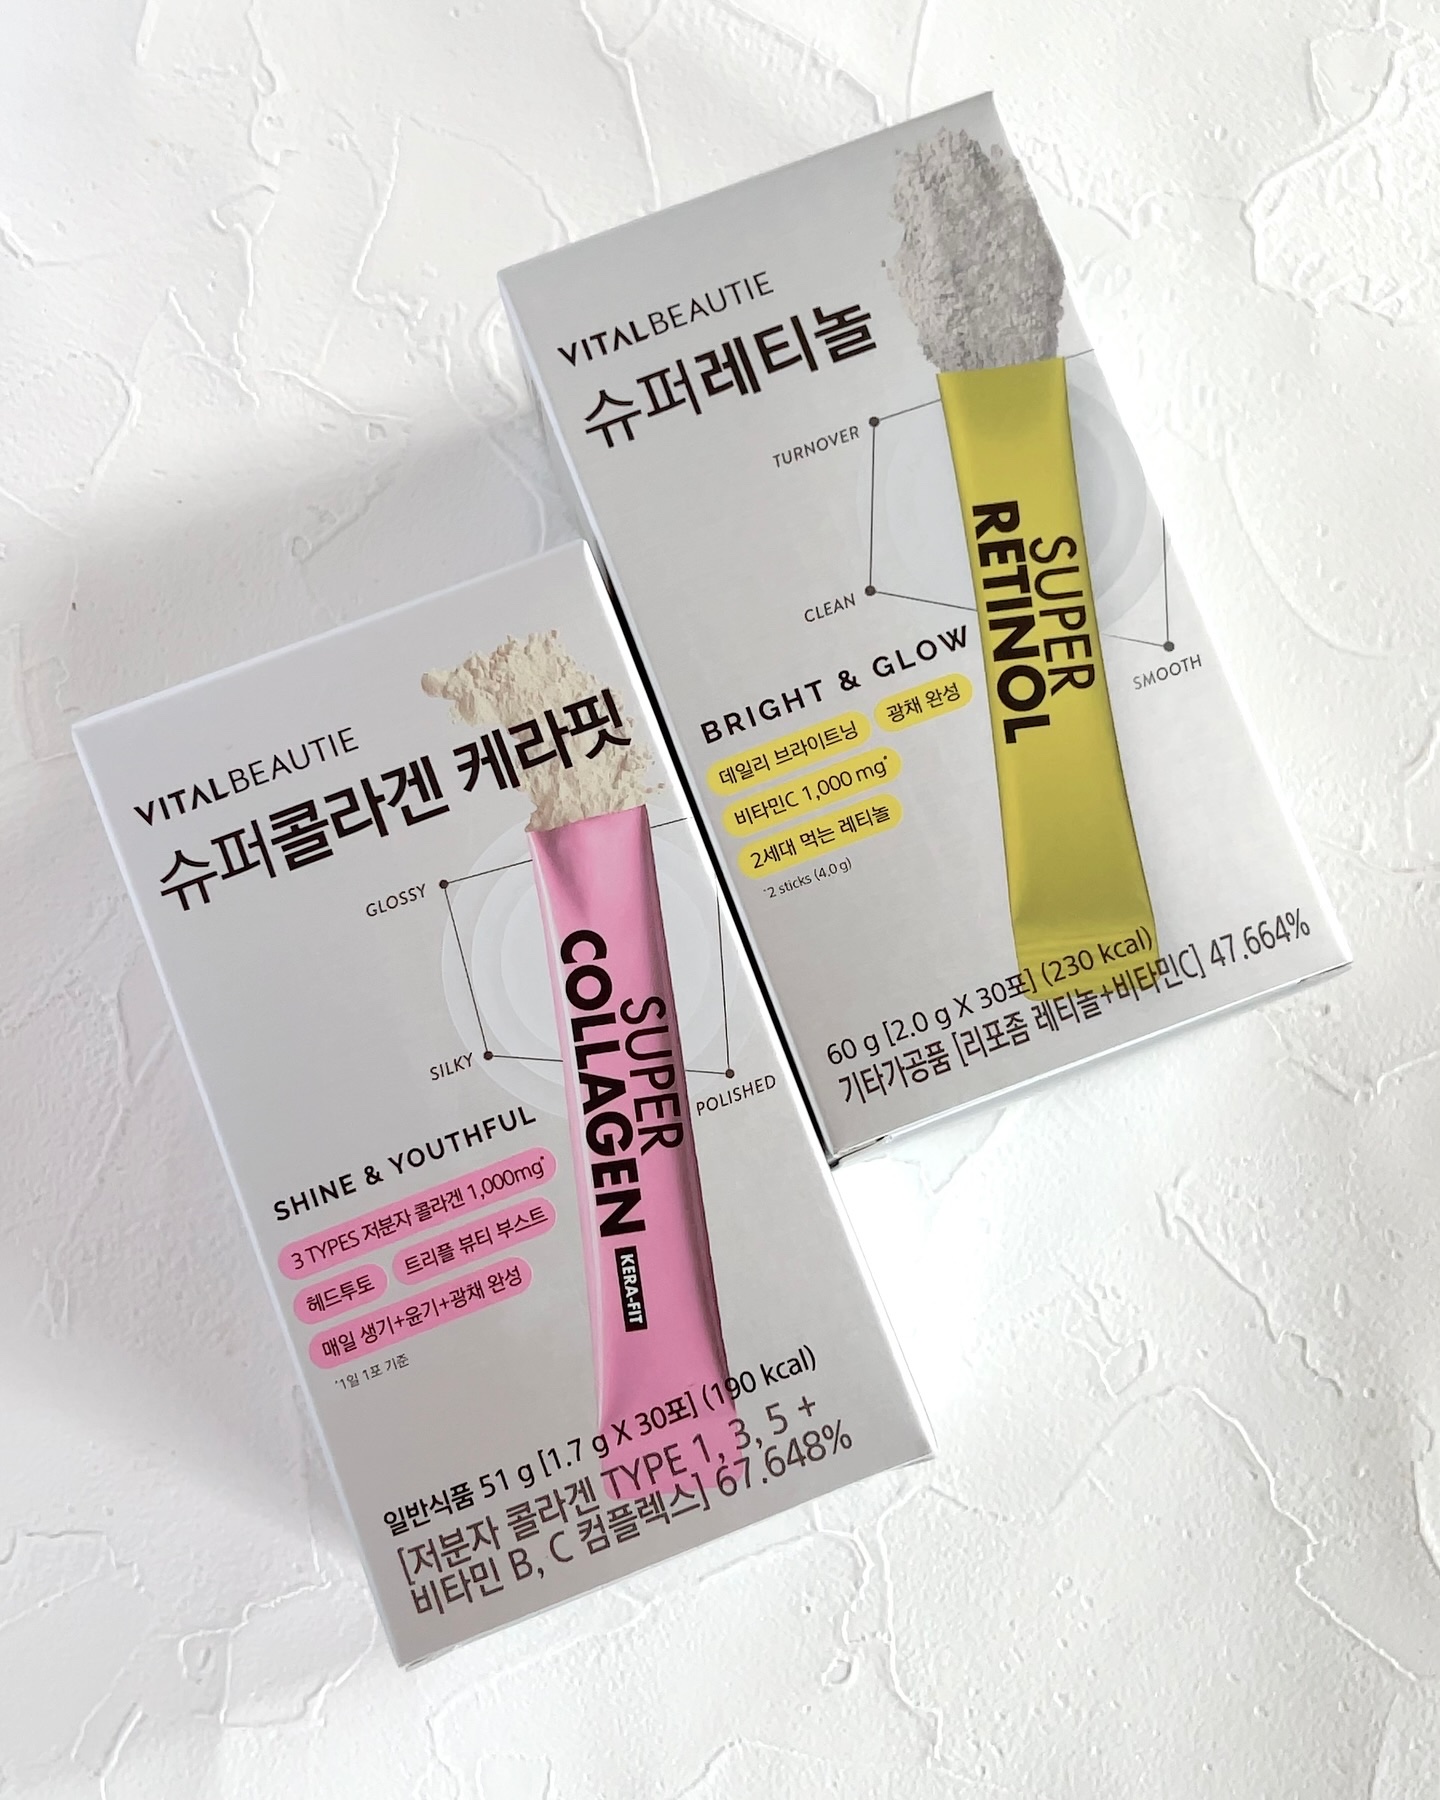 VITALBEAUTIE
슈퍼레티놀
TURNOVER
CLEAN
SMOOTH
SUPER
RETINOL
BRIGHT & GLOW
데일리 브라이트닝
광채 완성
비타민C 1,000 mg*
2세대 먹는 레티놀
*2 sticks (4.0 g)
60 g [2.0 g X 30포] (230 kcal)
기타가공품 [리포좀 레티놀+비타민C] 47.664%
VITALBEAUTIE
슈퍼콜라겐 케라핏
GLOSSY
SILKY
POLISHED
SUPER
COLLAGEN
KERA-FIT
SHINE & YOUTHFUL
3 TYPES 저분자 콜라겐 1,000mg*
헤드투토
트리플 뷰티 부스트
매일 생기+윤기+광채 완성
*1일 1포 기준
일반식품 51 g [1.7 g X 30포] (190 kcal)
[저분자 콜라겐 TYPE 1, 3, 5 +
비타민 B, C 컴플렉스] 67.648%